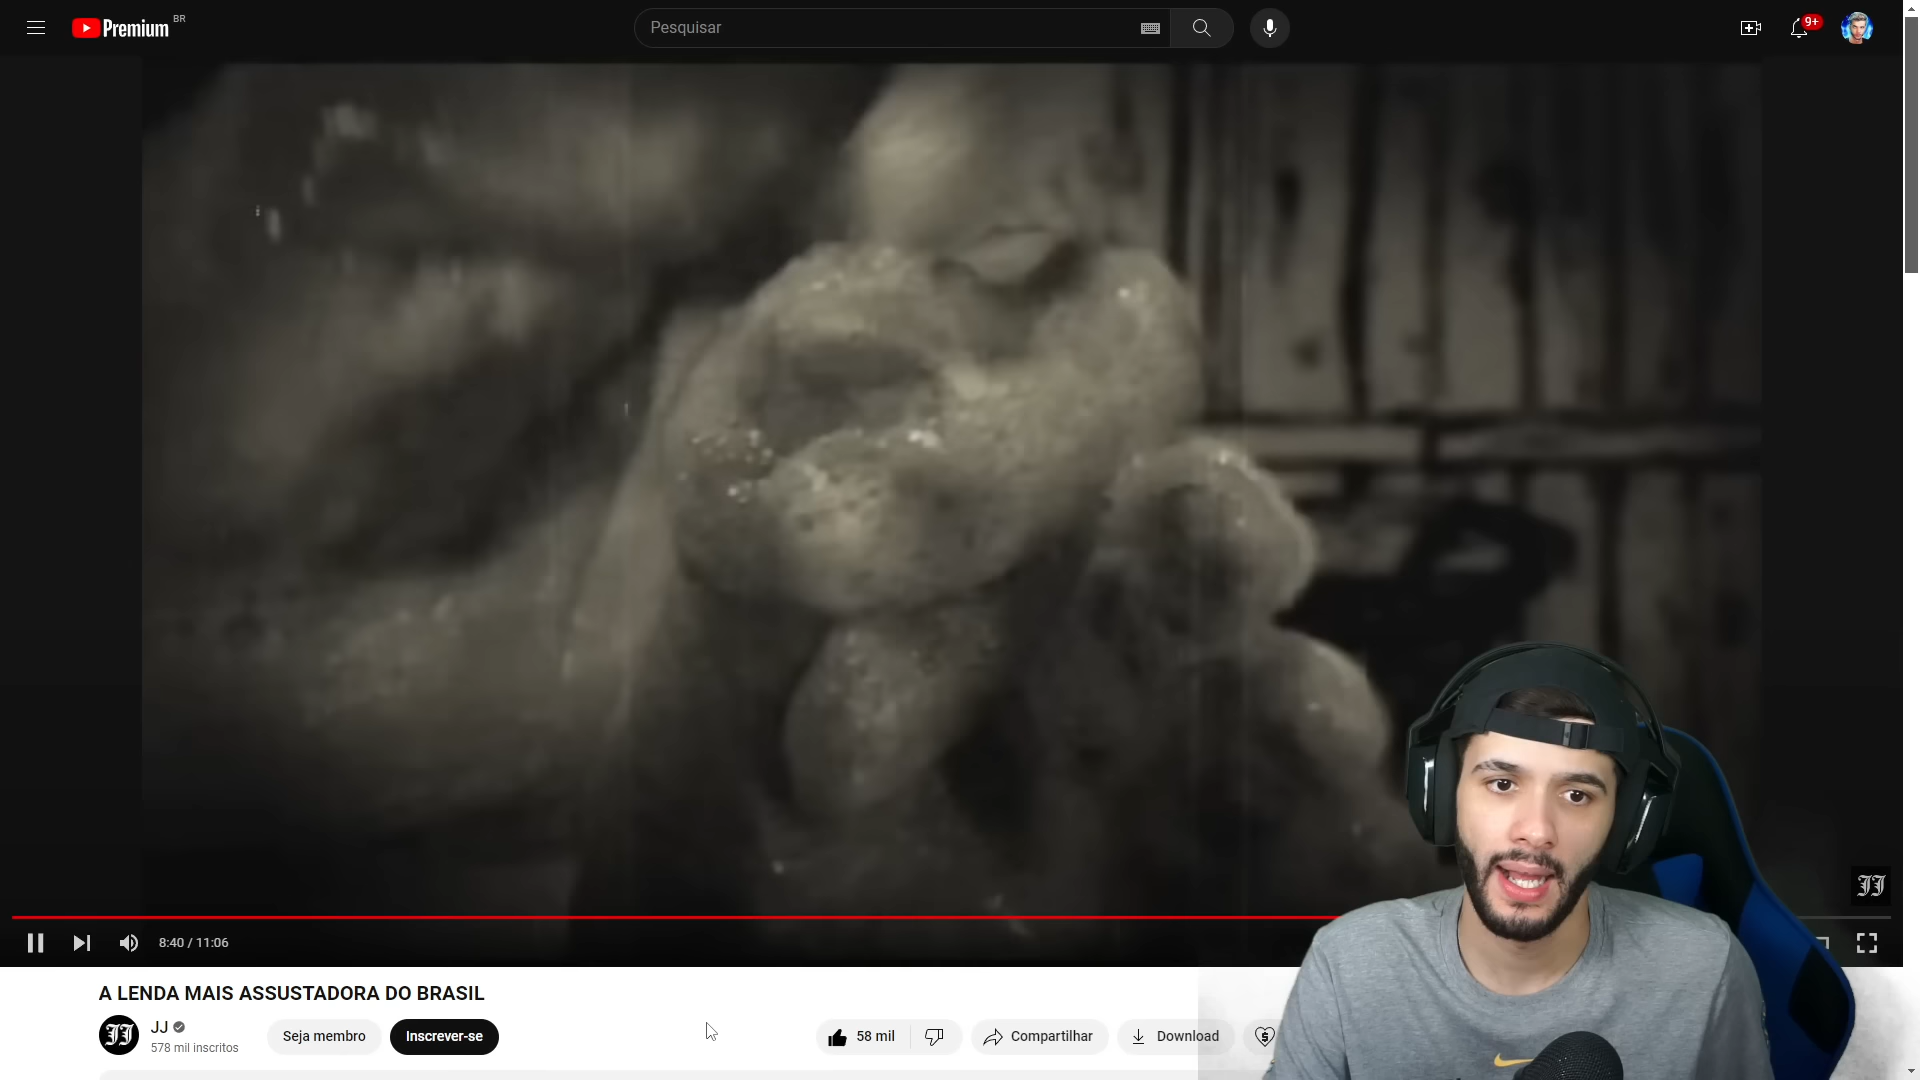 Premium BR
Pesquisar
9+
JJ
8:40 / 11:06
A LENDA MAIS ASSUSTADORA DO BRASIL
JJ
JJ
578 mil inscritos
Seja membro
Inscrever-se
58 mil
Compartilhar
Download